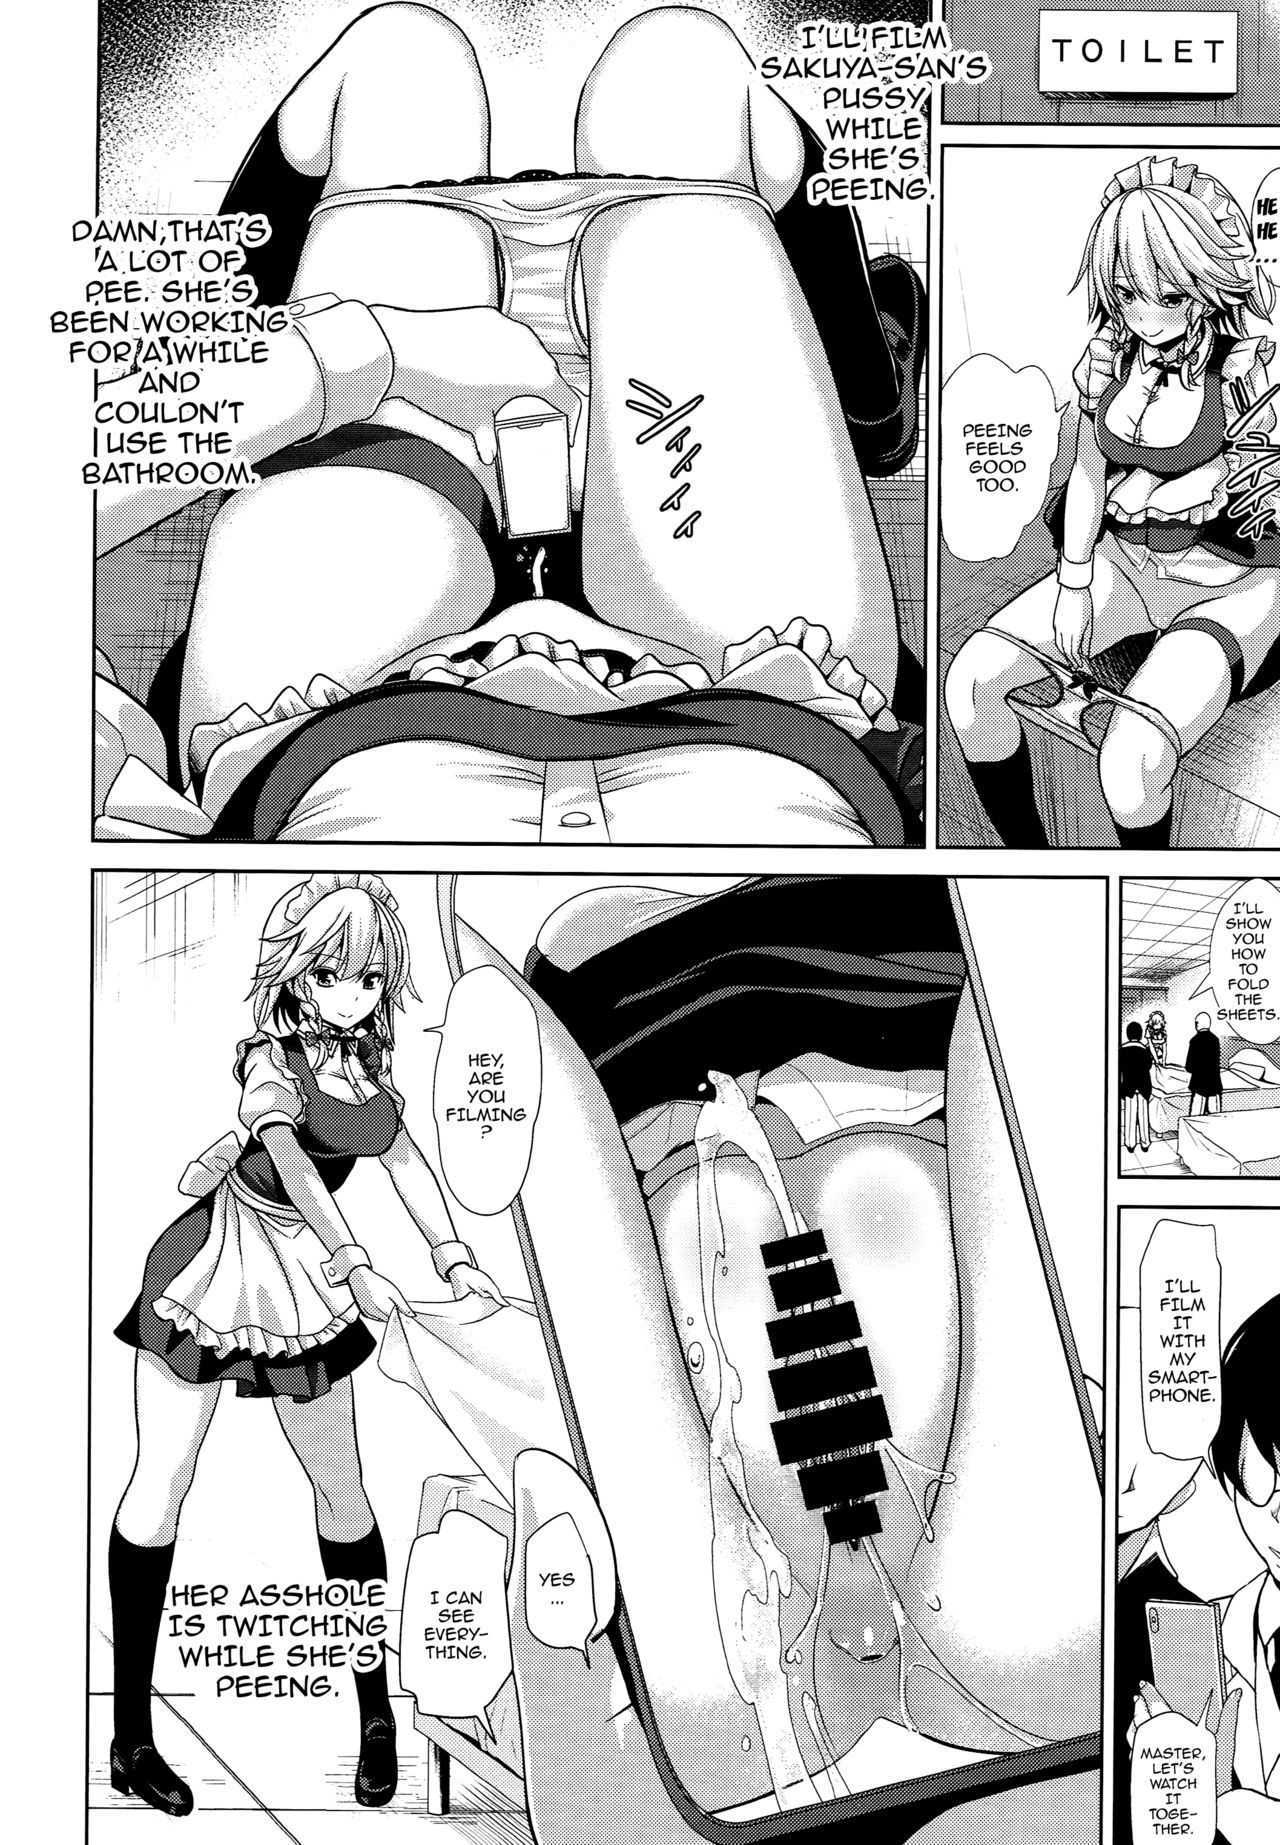 TOILET
HE
HE
...
PEEING
FEELS
GOOD
TOO.
I'LL FILM
SAKUYA-SAN'S
PUSSY
WHILE
SHE'S
PEEING.
DAMN, THAT'S
A LOT OF
PEE. SHE'S
BEEN WORKING
FOR A WHILE
AND
COULDN'T
USE THE
BATHROOM.
I'LL
SHOW
YOU
HOW
TO
FOLD
THE
SHEETS.
I'LL
FILM
IT
WITH
MY
SMART-
PHONE.
MASTER,
LET'S
WATCH
IT
TOGE-
THER.
HEY,
ARE
YOU
FILMING
?
YES
...
I CAN
SEE
EVERY-
THING.
HER ASSHOLE
IS TWITCHING
WHILE SHE'S
PEEING.